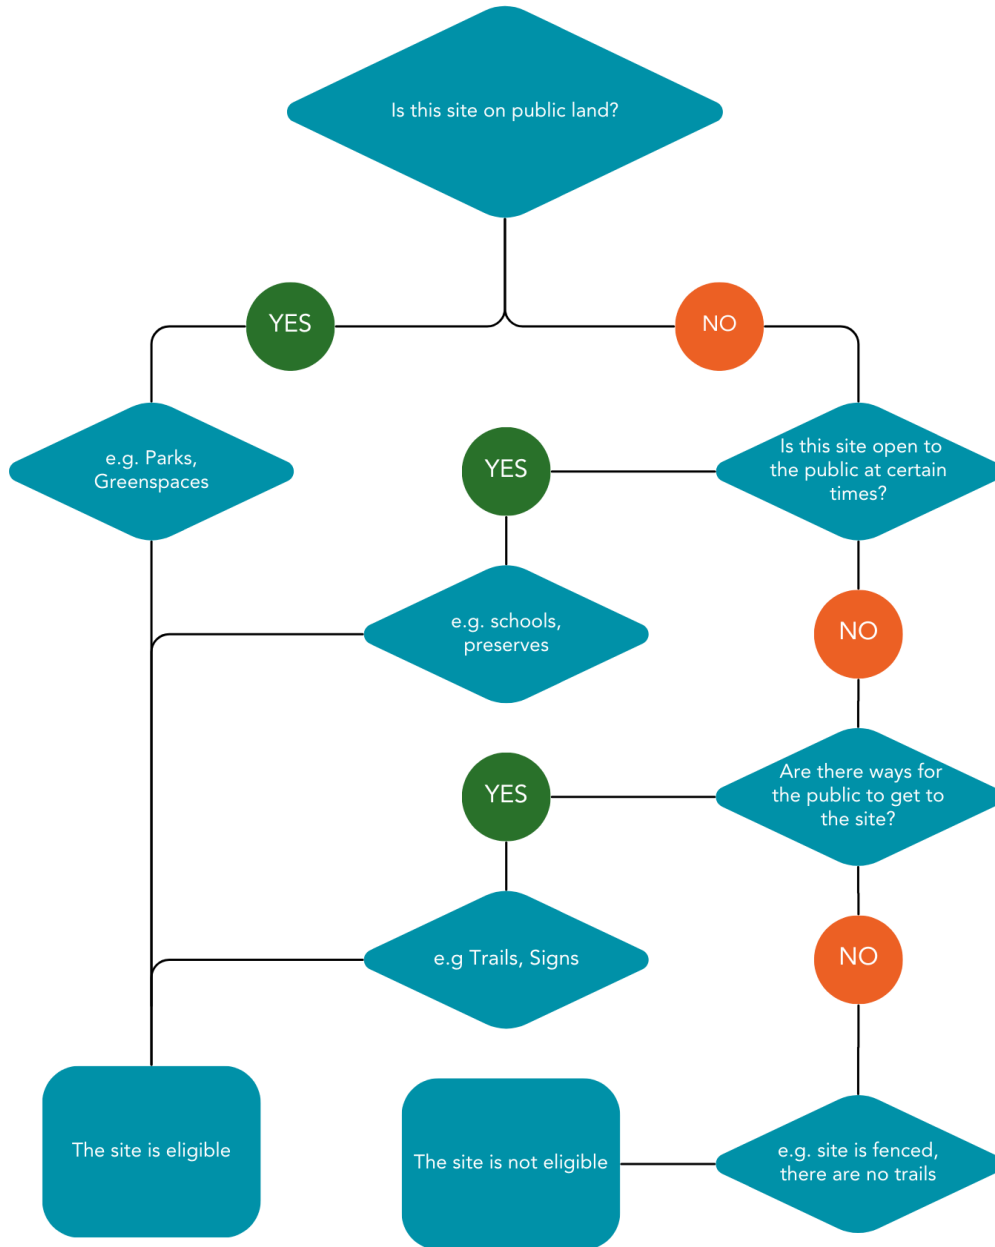 Is this site on public land?
YES
NO
e.g. Parks,
Greenspaces
YES
Is this site open to
the public at certain
times?
e.g. schools,
preserves
NO
YES
Are there ways for
the public to get to
the site?
e.g Trails, Signs
NO
The site is eligible
The site is not eligible
e.g. site is fenced,
there are no trails